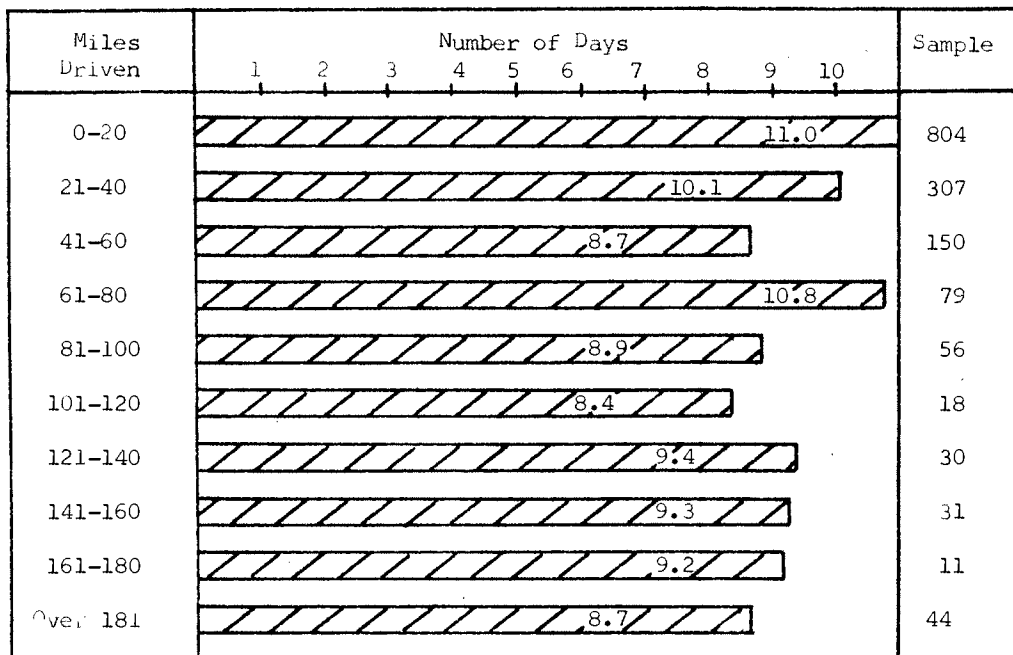 Miles Driven Number of Days Sample
1 2 3 4 5 6 7 8 9 10
0-20 11.0 804
21-40 10.1 307
41-60 8.7 150
61-80 10.8 79
81-100 8.9 56
101-120 8.4 18
121-140 9.4 30
141-160 9.3 31
161-180 9.2 11
Over 181 8.7 44